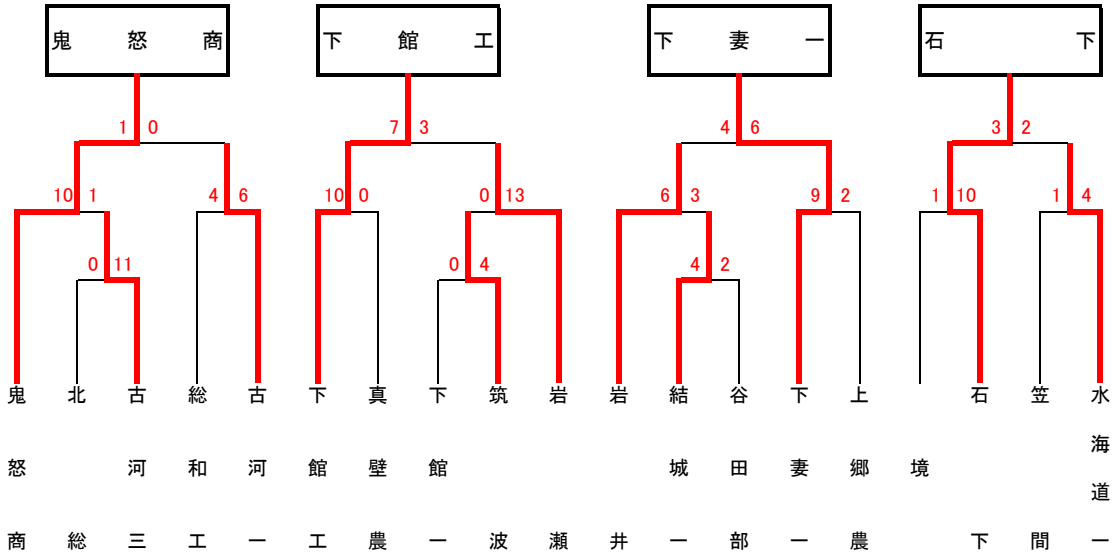 鬼怒商 下館工 下妻一 石下
1 0 7 3 4 6 3 2
10 1 4 6 10 0 0 13 6 3 9 2 1 10 1 4
0 11 0 4 4 2
鬼怒商
北総
古河三
総和工
古河一
下館工
真壁農
下館一
筑波
岩瀬
岩井
結城一
谷田部
下妻一
上郷農
境
石下
笠間
水海道一